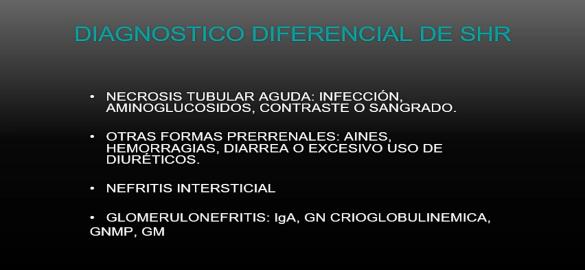 DIAGNOSTICO DIFERENCIAL DE SHR
• NECROSIS TUBULAR AGUDA: INFECCIÓN,
AMINOGLUCOSIDOS, CONTRASTE O SANGRADO.
• OTRAS FORMAS PRERRENALES: AINES,
HEMORRAGIAS, DIARREA O EXCESIVO USO DE
DIURÉTICOS.
• NEFRITIS INTERSTICIAL
• GLOMERULONEFRITIS: IgA, GN CRIOGLOBULINEMICA,
GNMP, GM